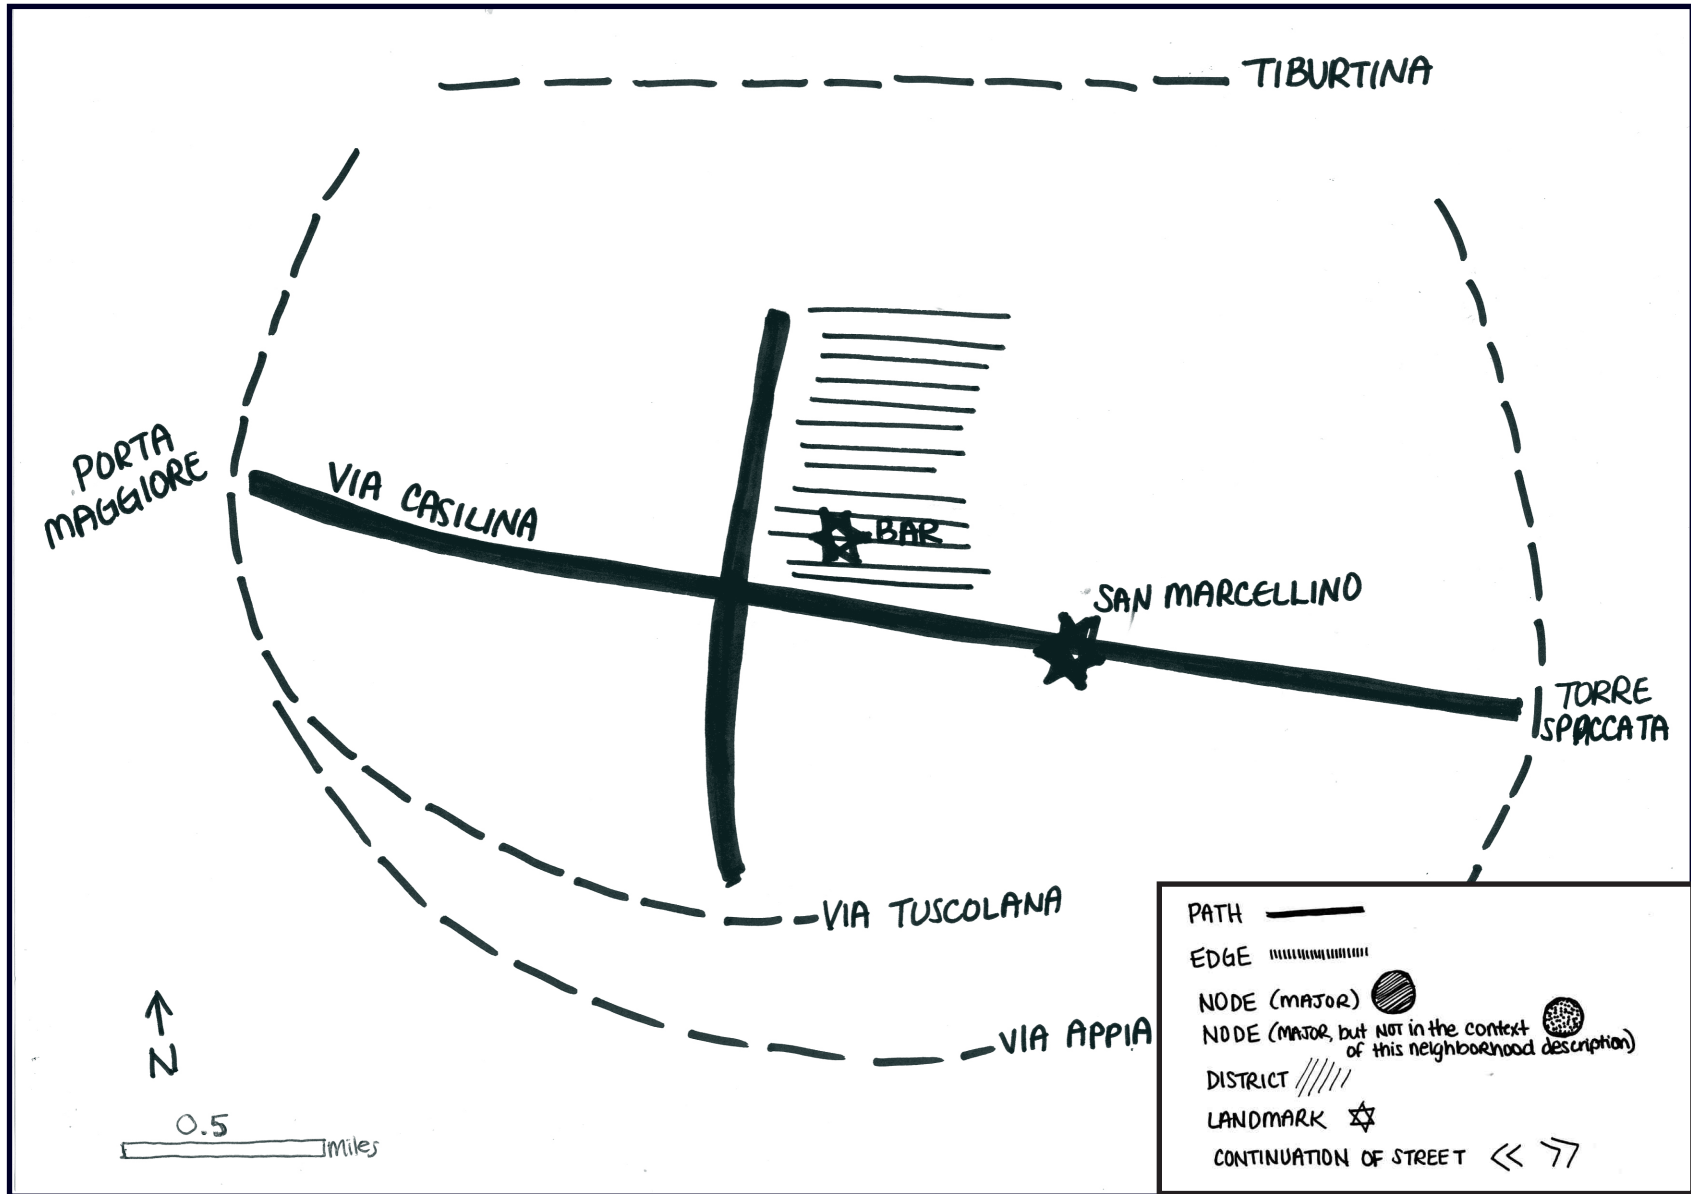 TIBURTINA
PORTA
MAGGIORE
VIA CASILINA
BAR
SAN MARCELLINO
TORRE
SPACCATA
VIA TUSCOLANA
VIA APPIA
N
0.5
miles
PATH
EDGE
NODE (MAJOR)
NODE (MAJOR, but NOT in the context
of this neighborhood description)
DISTRICT
LANDMARK
CONTINUATION OF STREET